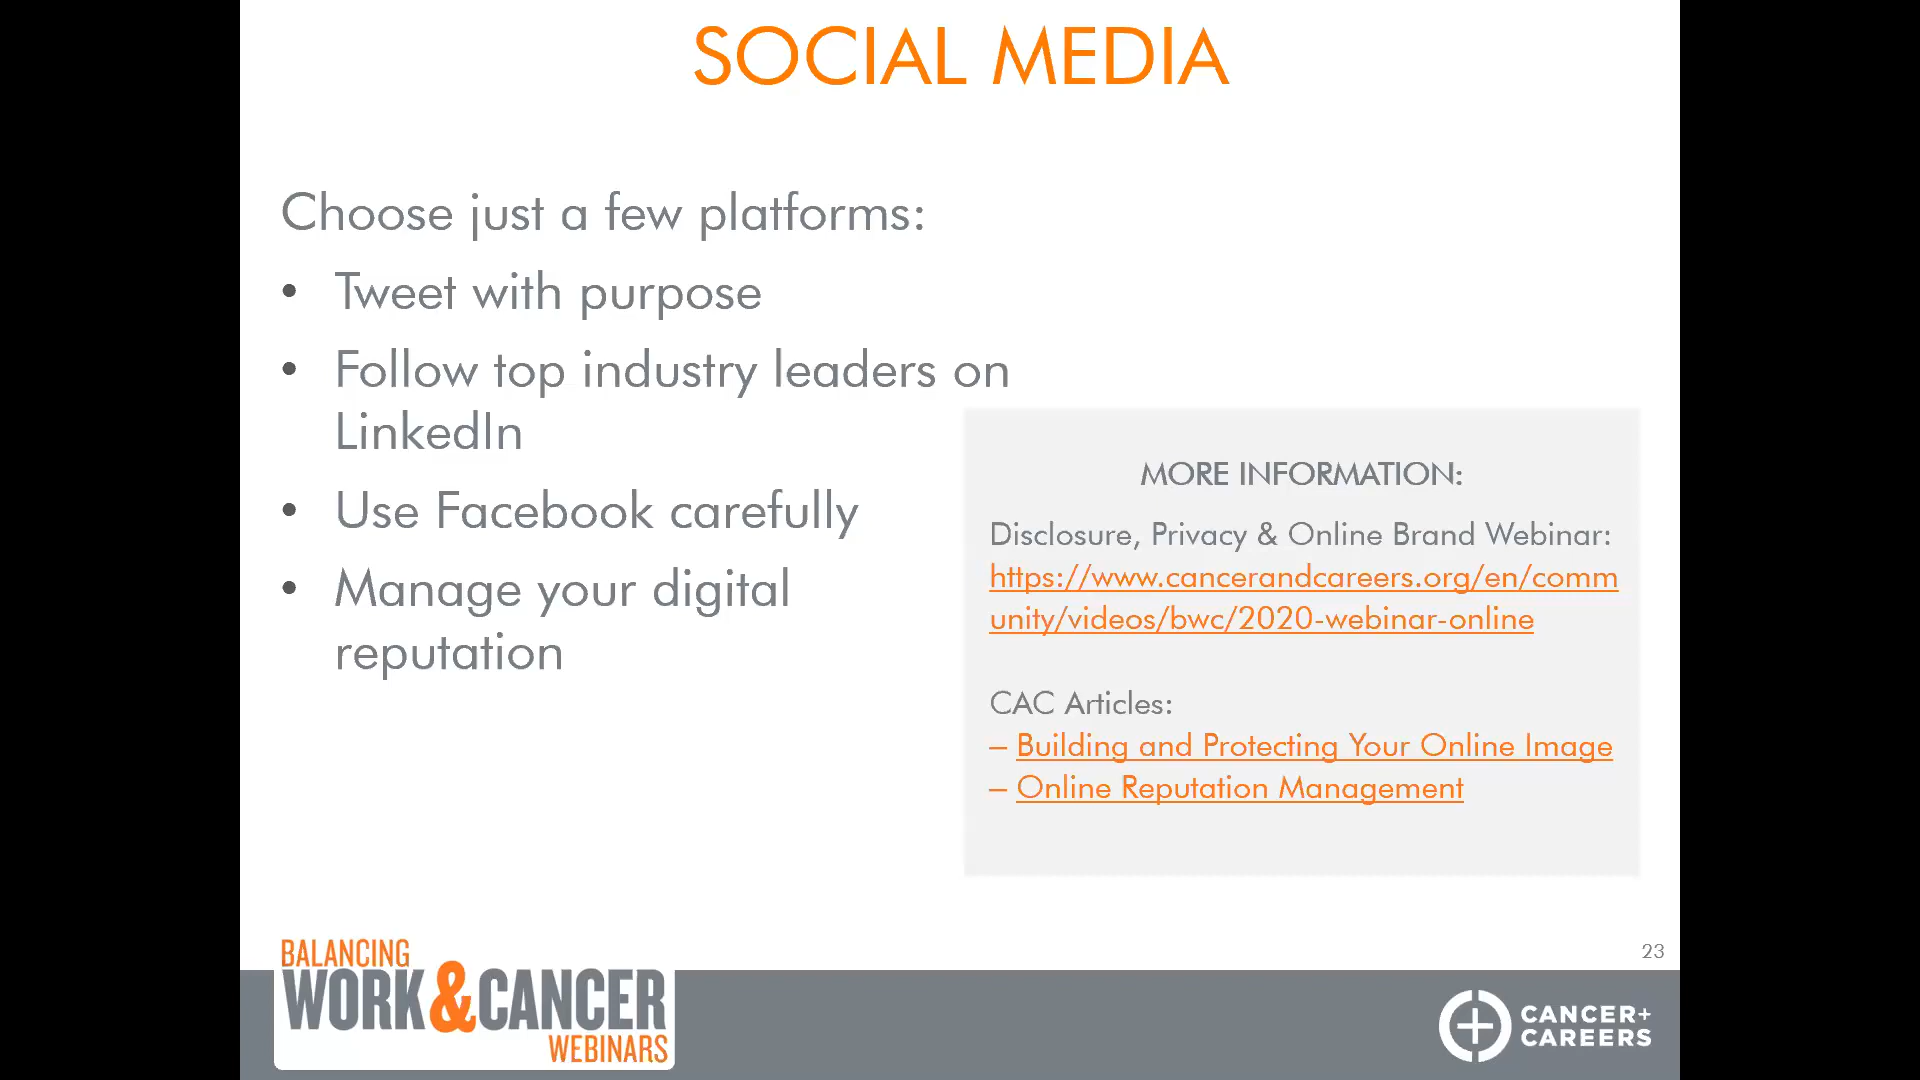 SOCIAL MEDIA
Choose just a few platforms:
• Tweet with purpose
• Follow top industry leaders on
LinkedIn
• Use Facebook carefully
• Manage your digital
reputation
MORE INFORMATION:
Disclosure, Privacy & Online Brand Webinar:
https://www.cancerandcareers.org/en/comm
unity/videos/bwc/2020-webinar-online
CAC Articles:
– Building and Protecting Your Online Image
– Online Reputation Management
23
BALANCING
WORK&CANCER
WEBINARS
CANCER+
CAREERS